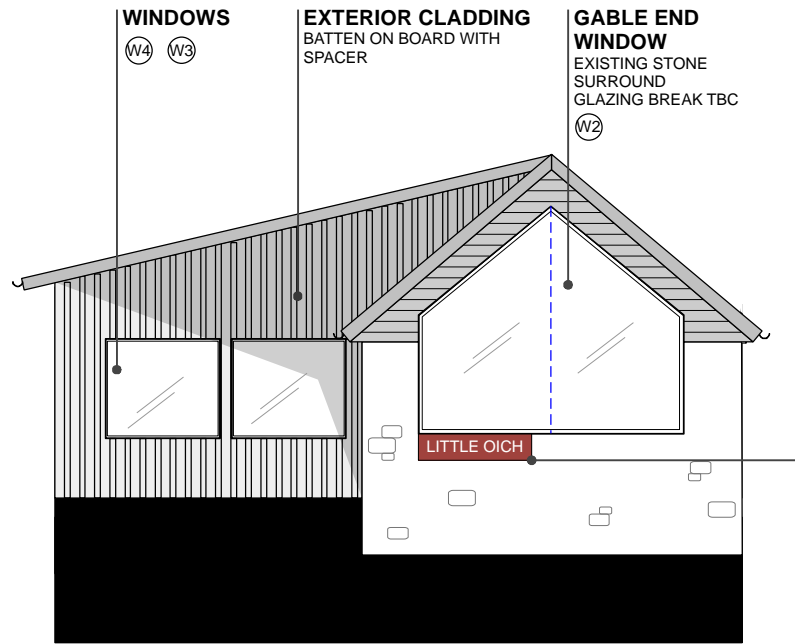 WINDOWS
W4 W3
EXTERIOR CLADDING
BATTEN ON BOARD WITH
SPACER
GABLE END
WINDOW
EXISTING STONE
SURROUND
GLAZING BREAK TBC
W2
LITTLE OICH